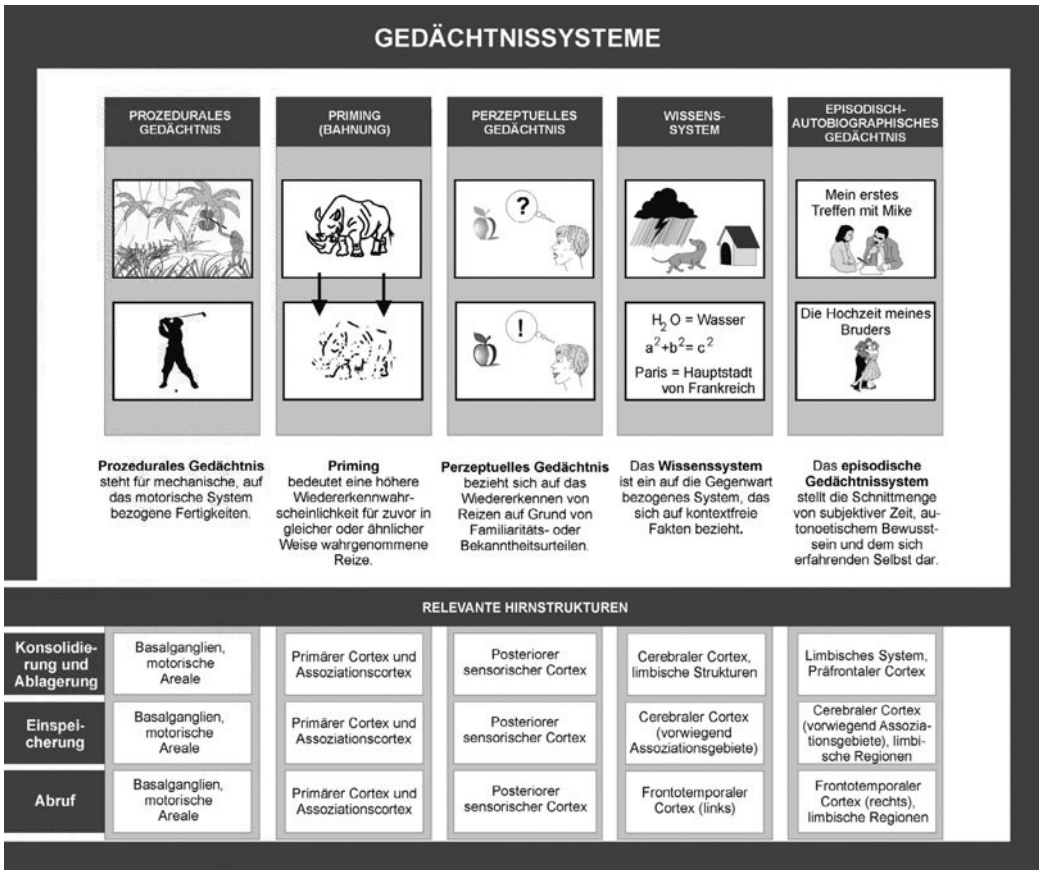 GEDÄCHTNISSYSTEME
PROZEDURALES
GEDÄCHTNIS
PRIMING
(BAHNUNG)
PERZEPTUELLES
GEDÄCHTNIS
WISSENS-
SYSTEM
EPISODISCH-
AUTOBIOGRAPHISCHES
GEDÄCHTNIS
?
!
H2O = Wasser
a²+b²= c²
Paris = Hauptstadt
von Frankreich
Mein erstes
Treffen mit Mike
Die Hochzeit meines
Bruders
Prozedurales Gedächtnis
steht für mechanische, auf
das motorische System
bezogene Fertigkeiten.
Priming
bedeutet eine höhere
Wiedererkennwahr-
scheinlichkeit für zuvor in
gleicher oder ähnlicher
Weise wahrgenommene
Reize.
Perzeptuelles Gedächtnis
bezieht sich auf das
Wiedererkennen von
Reizen auf Grund von
Familiaritäts- oder
Bekanntheitsurteilen.
Das Wissenssystem
ist ein auf die Gegenwart
bezogenes System, das
sich auf kontextfreie
Fakten bezieht.
Das episodische
Gedächtnissystem
stellt die Schnittmenge
von subjektiver Zeit, au-
tonoetischem Bewusst-
sein und dem sich
erfahrenden Selbst dar.
RELEVANTE HIRNSTRUKTUREN
Konsolidie-
rung und
Ablagerung
Basalganglien,
motorische
Areale
Primärer Cortex und
Assoziationscortex
Posteriorer
sensorischer Cortex
Cerebraler Cortex,
limbische Strukturen
Limbisches System,
Präfrontaler Cortex
Einspei-
cherung
Basalganglien,
motorische
Areale
Primärer Cortex und
Assoziationscortex
Posteriorer
sensorischer Cortex
Cerebraler Cortex
(vorwiegend
Assoziationsgebiete)
Cerebraler Cortex
(vorwiegend Assozia-
tionsgebiete), limbi-
sche Regionen
Abruf
Basalganglien,
motorische
Areale
Primärer Cortex und
Assoziationscortex
Posteriorer
sensorischer Cortex
Frontotemporaler
Cortex (links)
Frontotemporaler
Cortex (rechts),
limbische Regionen